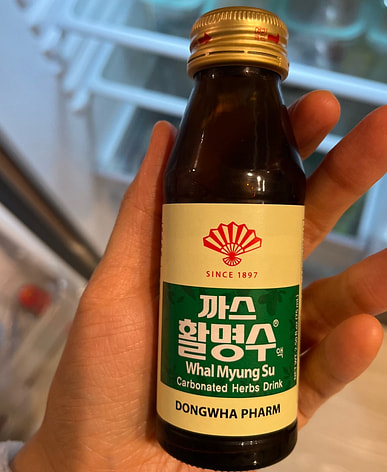 SINCE 1897
까스
활명수® 액
Whal Myung Su
Carbonated Herbs Drink
DONGWHA PHARM